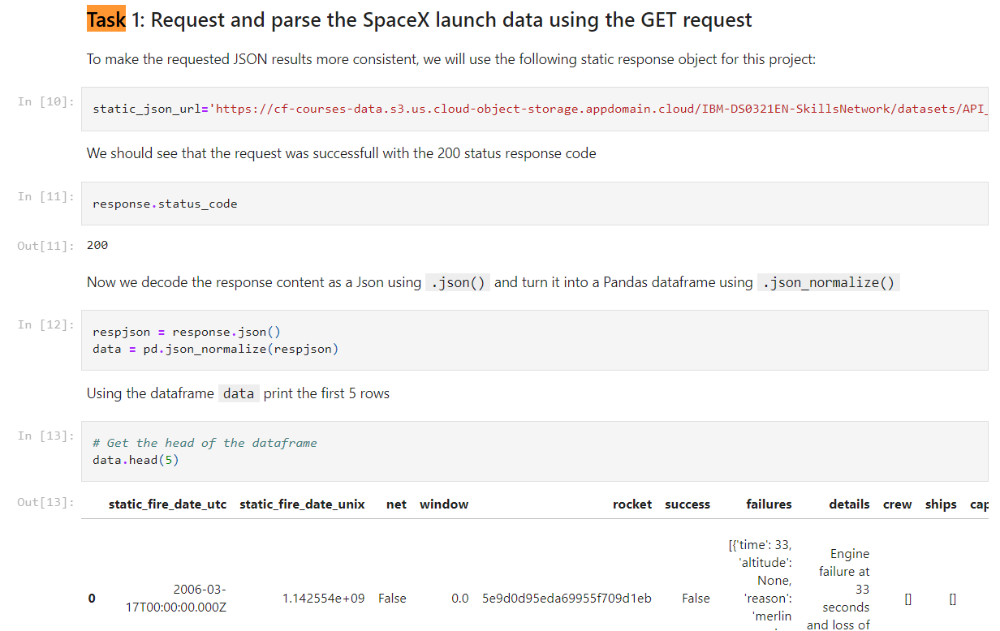 Task 1: Request and parse the SpaceX launch data using the GET request
To make the requested JSON results more consistent, we will use the following static response object for this project:
In [10]:
static_json_url='https://cf-courses-data.s3.us.cloud-object-storage.appdomain.cloud/IBM-DS0321EN-SkillsNetwork/datasets/API_
We should see that the request was successfull with the 200 status response code
In [11]:
response.status_code
Out[11]:
200
Now we decode the response content as a Json using .json() and turn it into a Pandas dataframe using .json_normalize()
In [12]:
respjson = response.json()
data = pd.json_normalize(respjson)
Using the dataframe data print the first 5 rows
In [13]:
# Get the head of the dataframe
data.head(5)
Out[13]:
static_fire_date_utc static_fire_date_unix net window rocket success failures details crew ships cap
0
2006-03-
17T00:00:00.000Z
1.142554e+09
False
0.0
5e9d0d95eda69955f709d1eb
False
[{'time': 33,
'altitude':
None,
'reason':
'merlin
Engine
failure at
33
seconds
and loss of
[]
[]